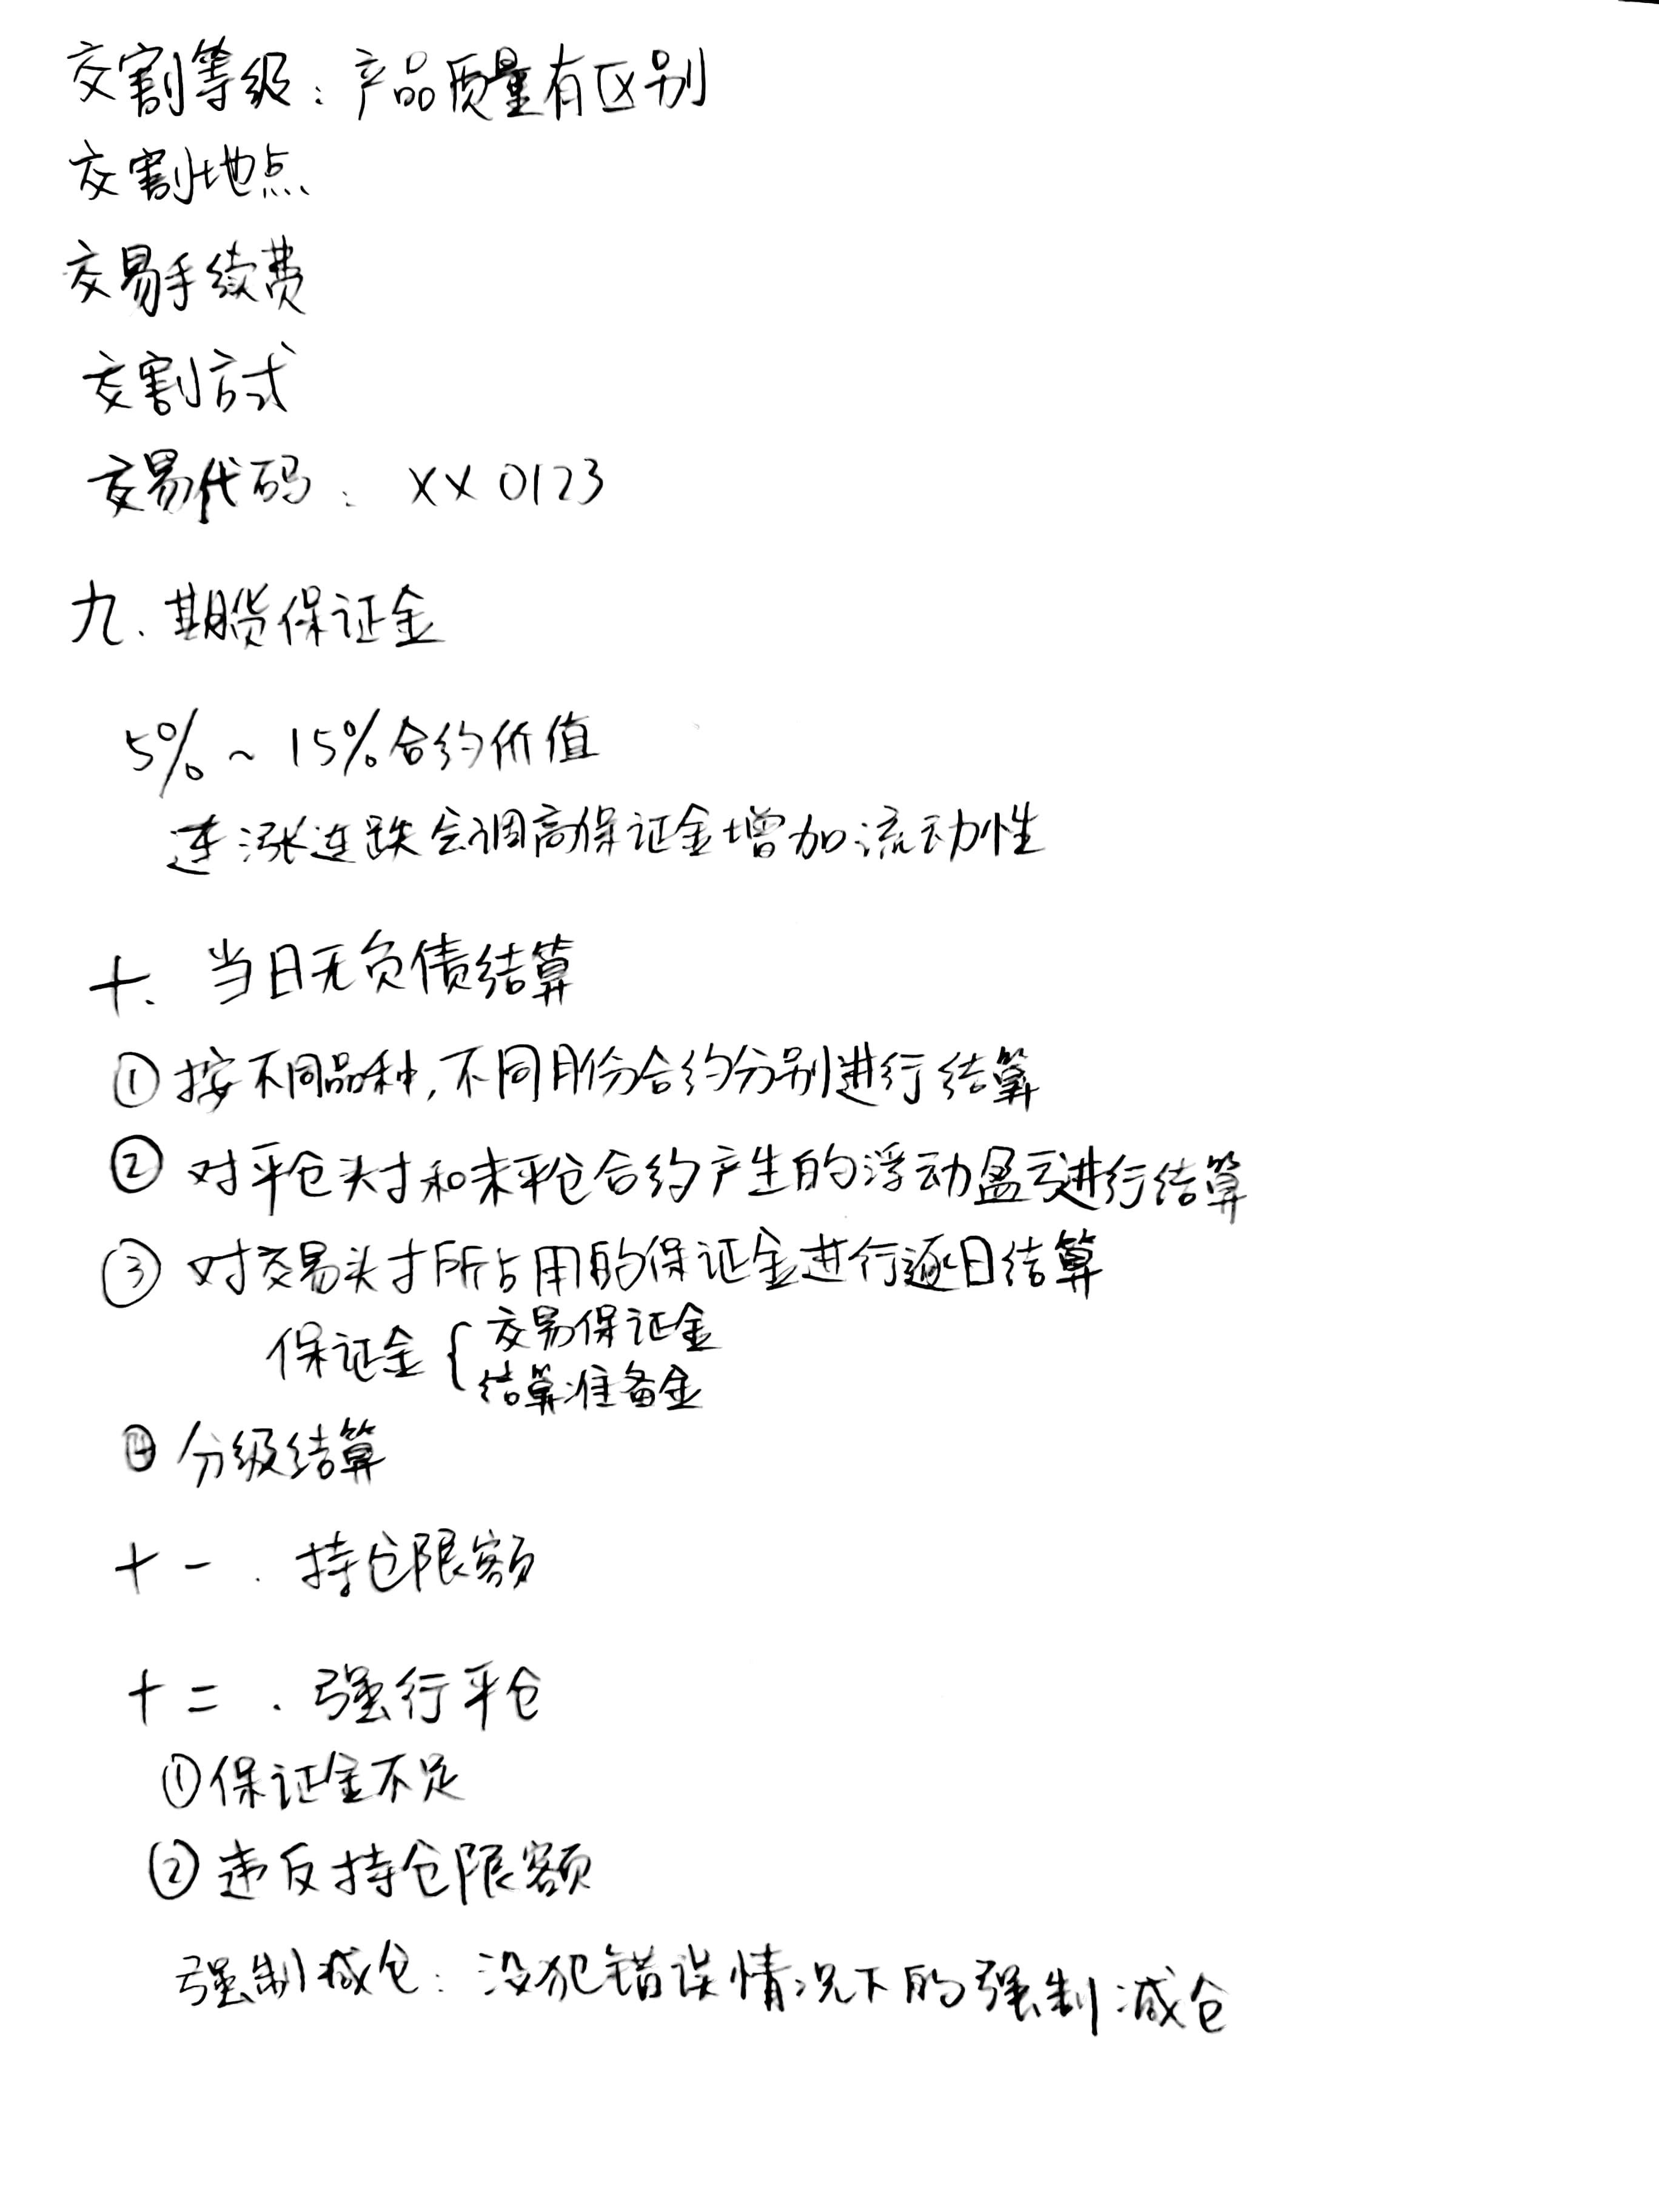 交割等级：产品质量有区别
交割地点
交易手续费
交割方式
交易代码：XX0123
九．期货保证金
5%～15%合约价值
连涨连跌会调高保证金增加流动性
十、当日无负债结算
①按不同品种，不同月份合约分别进行结算
②对平仓头寸和未平仓合约产生的浮动盈亏进行结算
③对交易头寸所占用的保证金进行逐日结算
保证金{交易保证金
结算准备金
④分级结算
十一．持仓限额
十二．强行平仓
①保证金不足
②违反持仓限额
强制减仓：没犯错误情况下的强制减仓